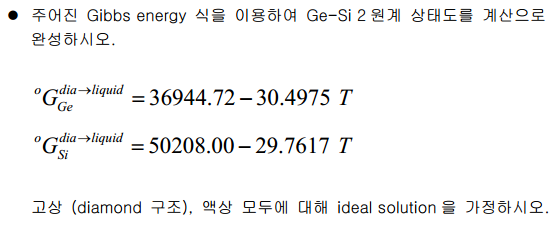 ● 주어진 Gibbs energy 식을 이용하여 Ge-Si 2 원계 상태도를 계산으로
완성하시오.
°G_{Ge}^{dia→liquid} = 36944.72 − 30.4975 T
°G_{Si}^{dia→liquid} = 50208.00 − 29.7617 T
고상 (diamond 구조), 액상 모두에 대해 ideal solution 을 가정하시오.